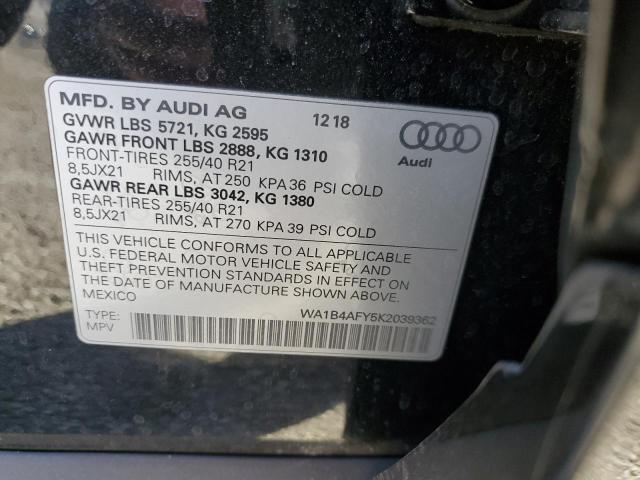 MFD. BY AUDI AG 12 18
GVWR LBS 5721, KG 2595
GAWR FRONT LBS 2888, KG 1310
FRONT-TIRES 255/40 R21
8,5JX21 RIMS, AT 250 KPA 36 PSI COLD
GAWR REAR LBS 3042, KG 1380
REAR-TIRES 255/40 R21
8,5JX21 RIMS, AT 270 KPA 39 PSI COLD
Audi
THIS VEHICLE CONFORMS TO ALL APPLICABLE
U.S. FEDERAL MOTOR VEHICLE SAFETY AND
THEFT PREVENTION STANDARDS IN EFFECT ON
THE DATE OF MANUFACTURE SHOWN ABOVE.
MEXICO
TYPE: WA1B4AFY5K2039362
MPV